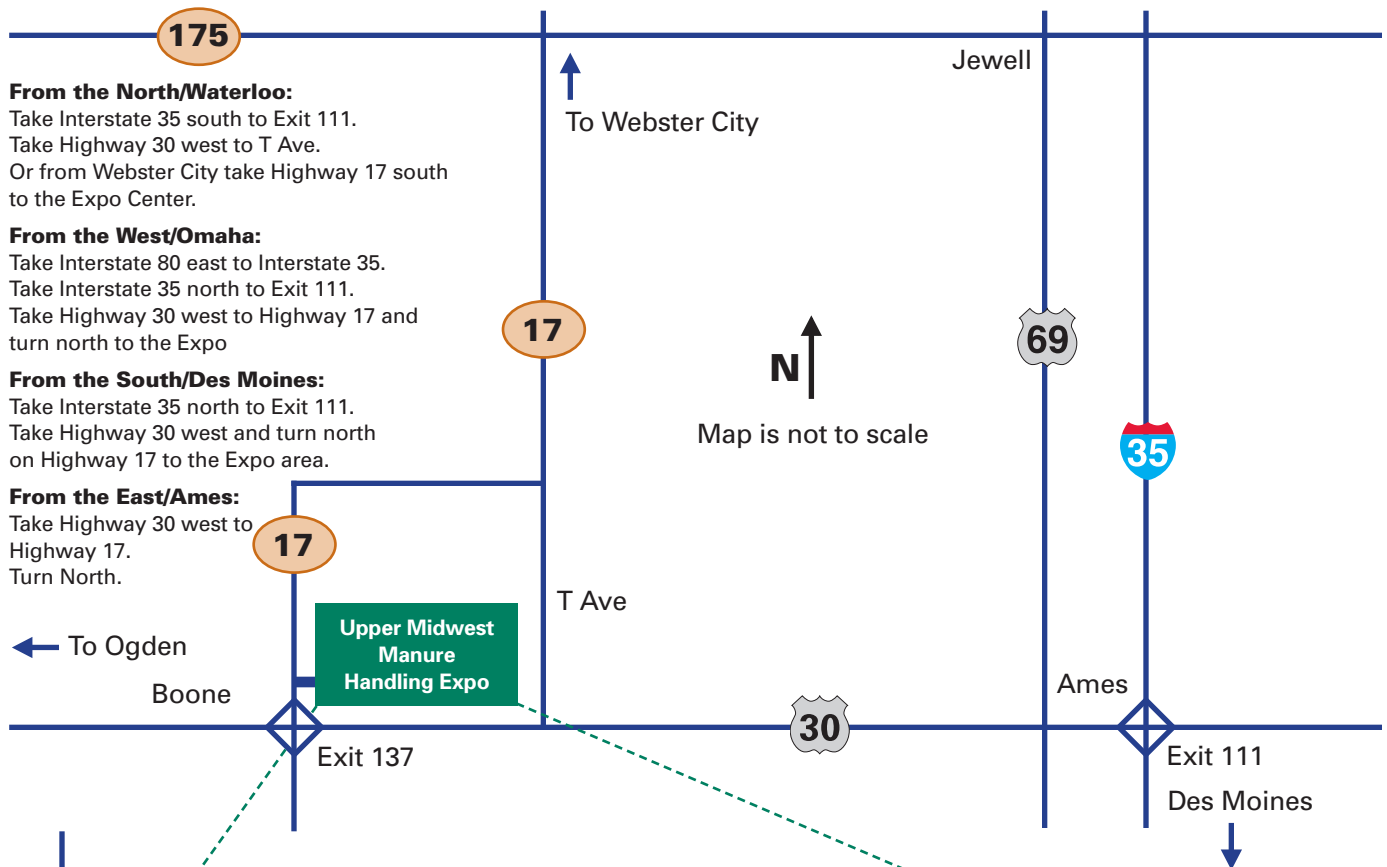 175
From the North/Waterloo:
Take Interstate 35 south to Exit 111.
Take Highway 30 west to T Ave.
Or from Webster City take Highway 17 south
to the Expo Center.
From the West/Omaha:
Take Interstate 80 east to Interstate 35.
Take Interstate 35 north to Exit 111.
Take Highway 30 west to Highway 17 and
turn north to the Expo
From the South/Des Moines:
Take Interstate 35 north to Exit 111.
Take Highway 30 west and turn north
on Highway 17 to the Expo area.
From the East/Ames:
Take Highway 30 west to
Highway 17.
Turn North.
Jewell
To Webster City
17
69
N
Map is not to scale
35
17
T Ave
Upper Midwest
Manure
Handling Expo
To Ogden
Boone
Ames
30
Exit 137
Exit 111
Des Moines